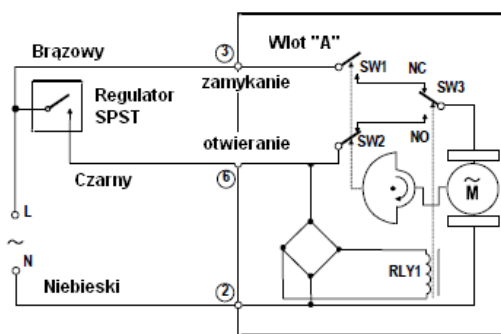 Brązowy
3
Wlot "A"
zamykanie
SW1
NC
SW3
Regulator
SPST
otwieranie
SW2
NO
Czarny
6
L
~
M
~
N
RLY1
Niebieski
2